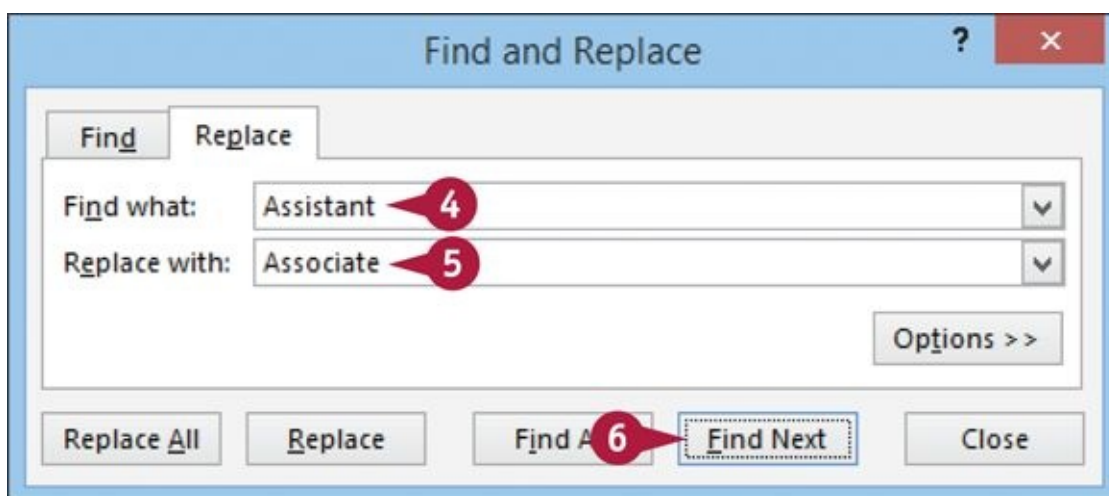 Find and Replace ? ×
Find Replace
Find what: Assistant 4
Replace with: Associate 5
Options >>
Replace All Replace Find A 6 Find Next Close